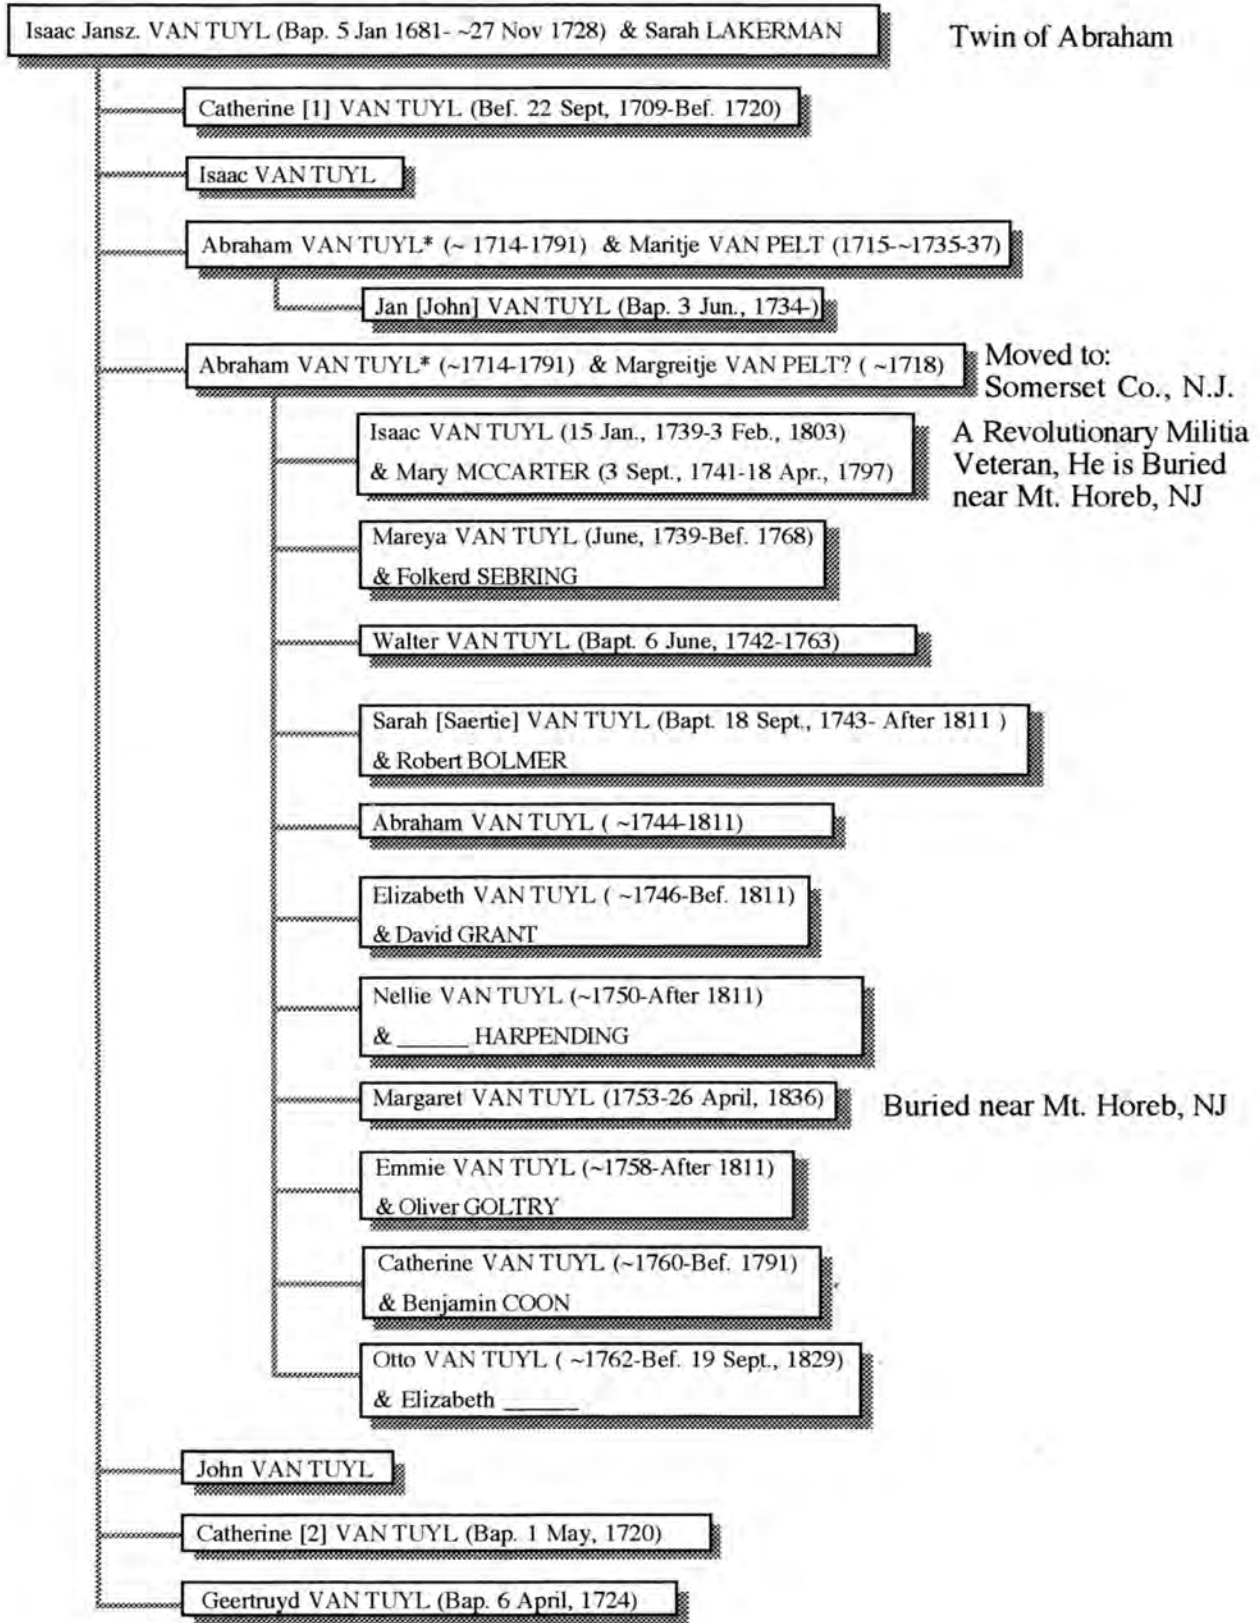 Isaac Jansz. VAN TUYL (Bap. 5 Jan 1681- ~27 Nov 1728) & Sarah LAKERMAN
Twin of Abraham
Catherine [1] VAN TUYL (Bef. 22 Sept, 1709-Bef. 1720)
Isaac VAN TUYL
Abraham VAN TUYL* (~ 1714-1791) & Maritje VAN PELT (1715-~1735-37)
Jan [John] VAN TUYL (Bap. 3 Jun., 1734-)
Abraham VAN TUYL* (~1714-1791) & Margreitje VAN PELT? ( ~1718)
Moved to:
Somerset Co., N.J.
Isaac VAN TUYL (15 Jan., 1739-3 Feb., 1803)
& Mary MCCARTER (3 Sept., 1741-18 Apr., 1797)
A Revolutionary Militia
Veteran, He is Buried
near Mt. Horeb, NJ
Mareya VAN TUYL (June, 1739-Bef. 1768)
& Folkerd SEBRING
Walter VAN TUYL (Bapt. 6 June, 1742-1763)
Sarah [Saertie] VAN TUYL (Bapt. 18 Sept., 1743- After 1811 )
& Robert BOLMER
Abraham VAN TUYL ( ~1744-1811)
Elizabeth VAN TUYL ( ~1746-Bef. 1811)
& David GRANT
Nellie VAN TUYL (~1750-After 1811)
& ______ HARPENDING
Margaret VAN TUYL (1753-26 April, 1836)
Buried near Mt. Horeb, NJ
Emmie VAN TUYL (~1758-After 1811)
& Oliver GOLTRY
Catherine VAN TUYL (~1760-Bef. 1791)
& Benjamin COON
Otto VAN TUYL ( ~1762-Bef. 19 Sept., 1829)
& Elizabeth ______
John VAN TUYL
Catherine [2] VAN TUYL (Bap. 1 May, 1720)
Geertruyd VAN TUYL (Bap. 6 April, 1724)